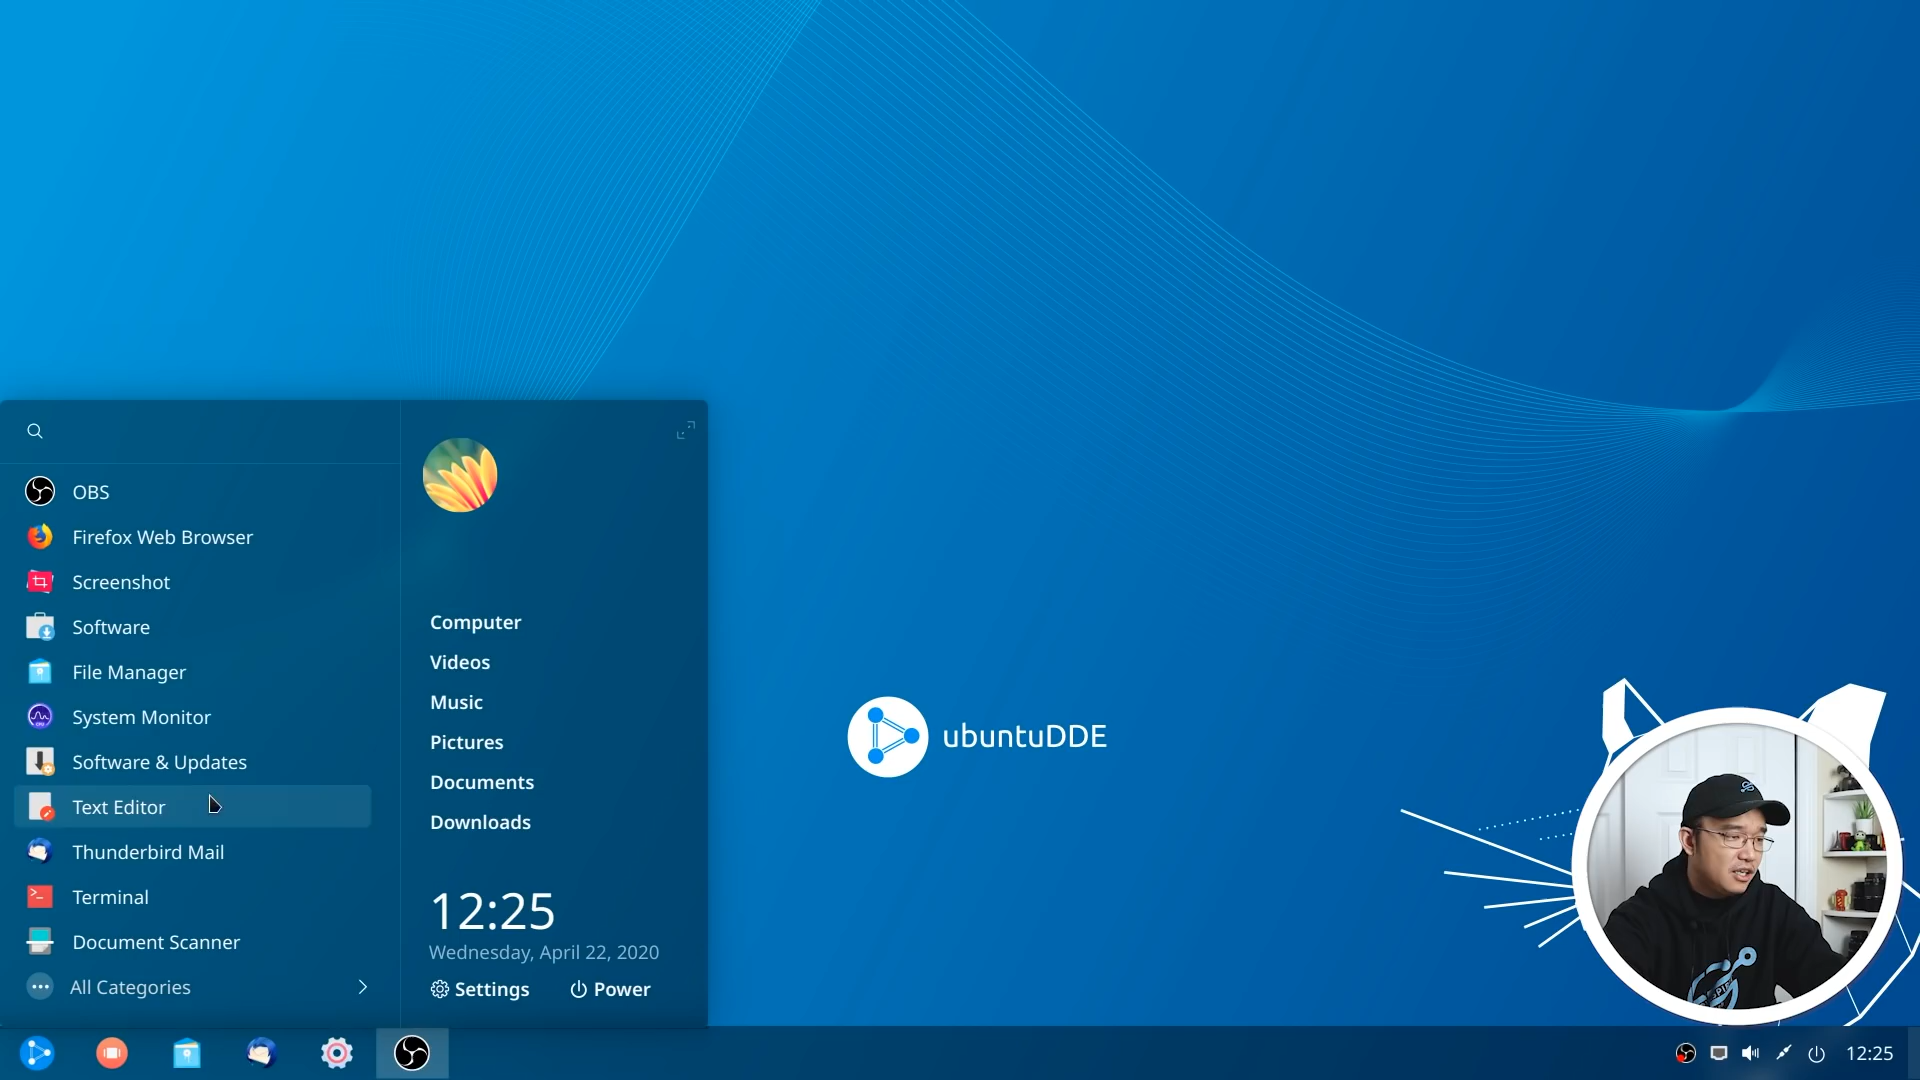 OBS
Firefox Web Browser
Screenshot
Software
File Manager
System Monitor
Software & Updates
Text Editor
Thunderbird Mail
Terminal
Document Scanner
All Categories
Computer
Videos
Music
Pictures
Documents
Downloads
12:25
Wednesday, April 22, 2020
Settings
Power
ubuntuDDE
12:25